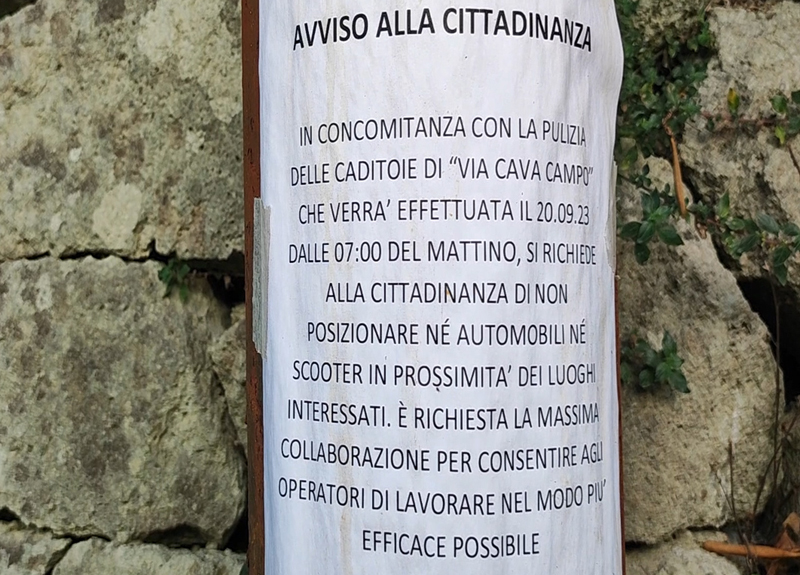 AVVISO ALLA CITTADINANZA
IN CONCOMITANZA CON LA PULIZIA
DELLE CADITOIE DI “VIA CAVA CAMPO”
CHE VERRA’ EFFETTUATA IL 20.09.23
DALLE 07:00 DEL MATTINO, SI RICHIEDE
ALLA CITTADINANZA DI NON
POSIZIONARE NÉ AUTOMOBILI NÉ
SCOOTER IN PROSSIMITA’ DEI LUOGHI
INTERESSATI. È RICHIESTA LA MASSIMA
COLLABORAZIONE PER CONSENTIRE AGLI
OPERATORI DI LAVORARE NEL MODO PIU’
EFFICACE POSSIBILE